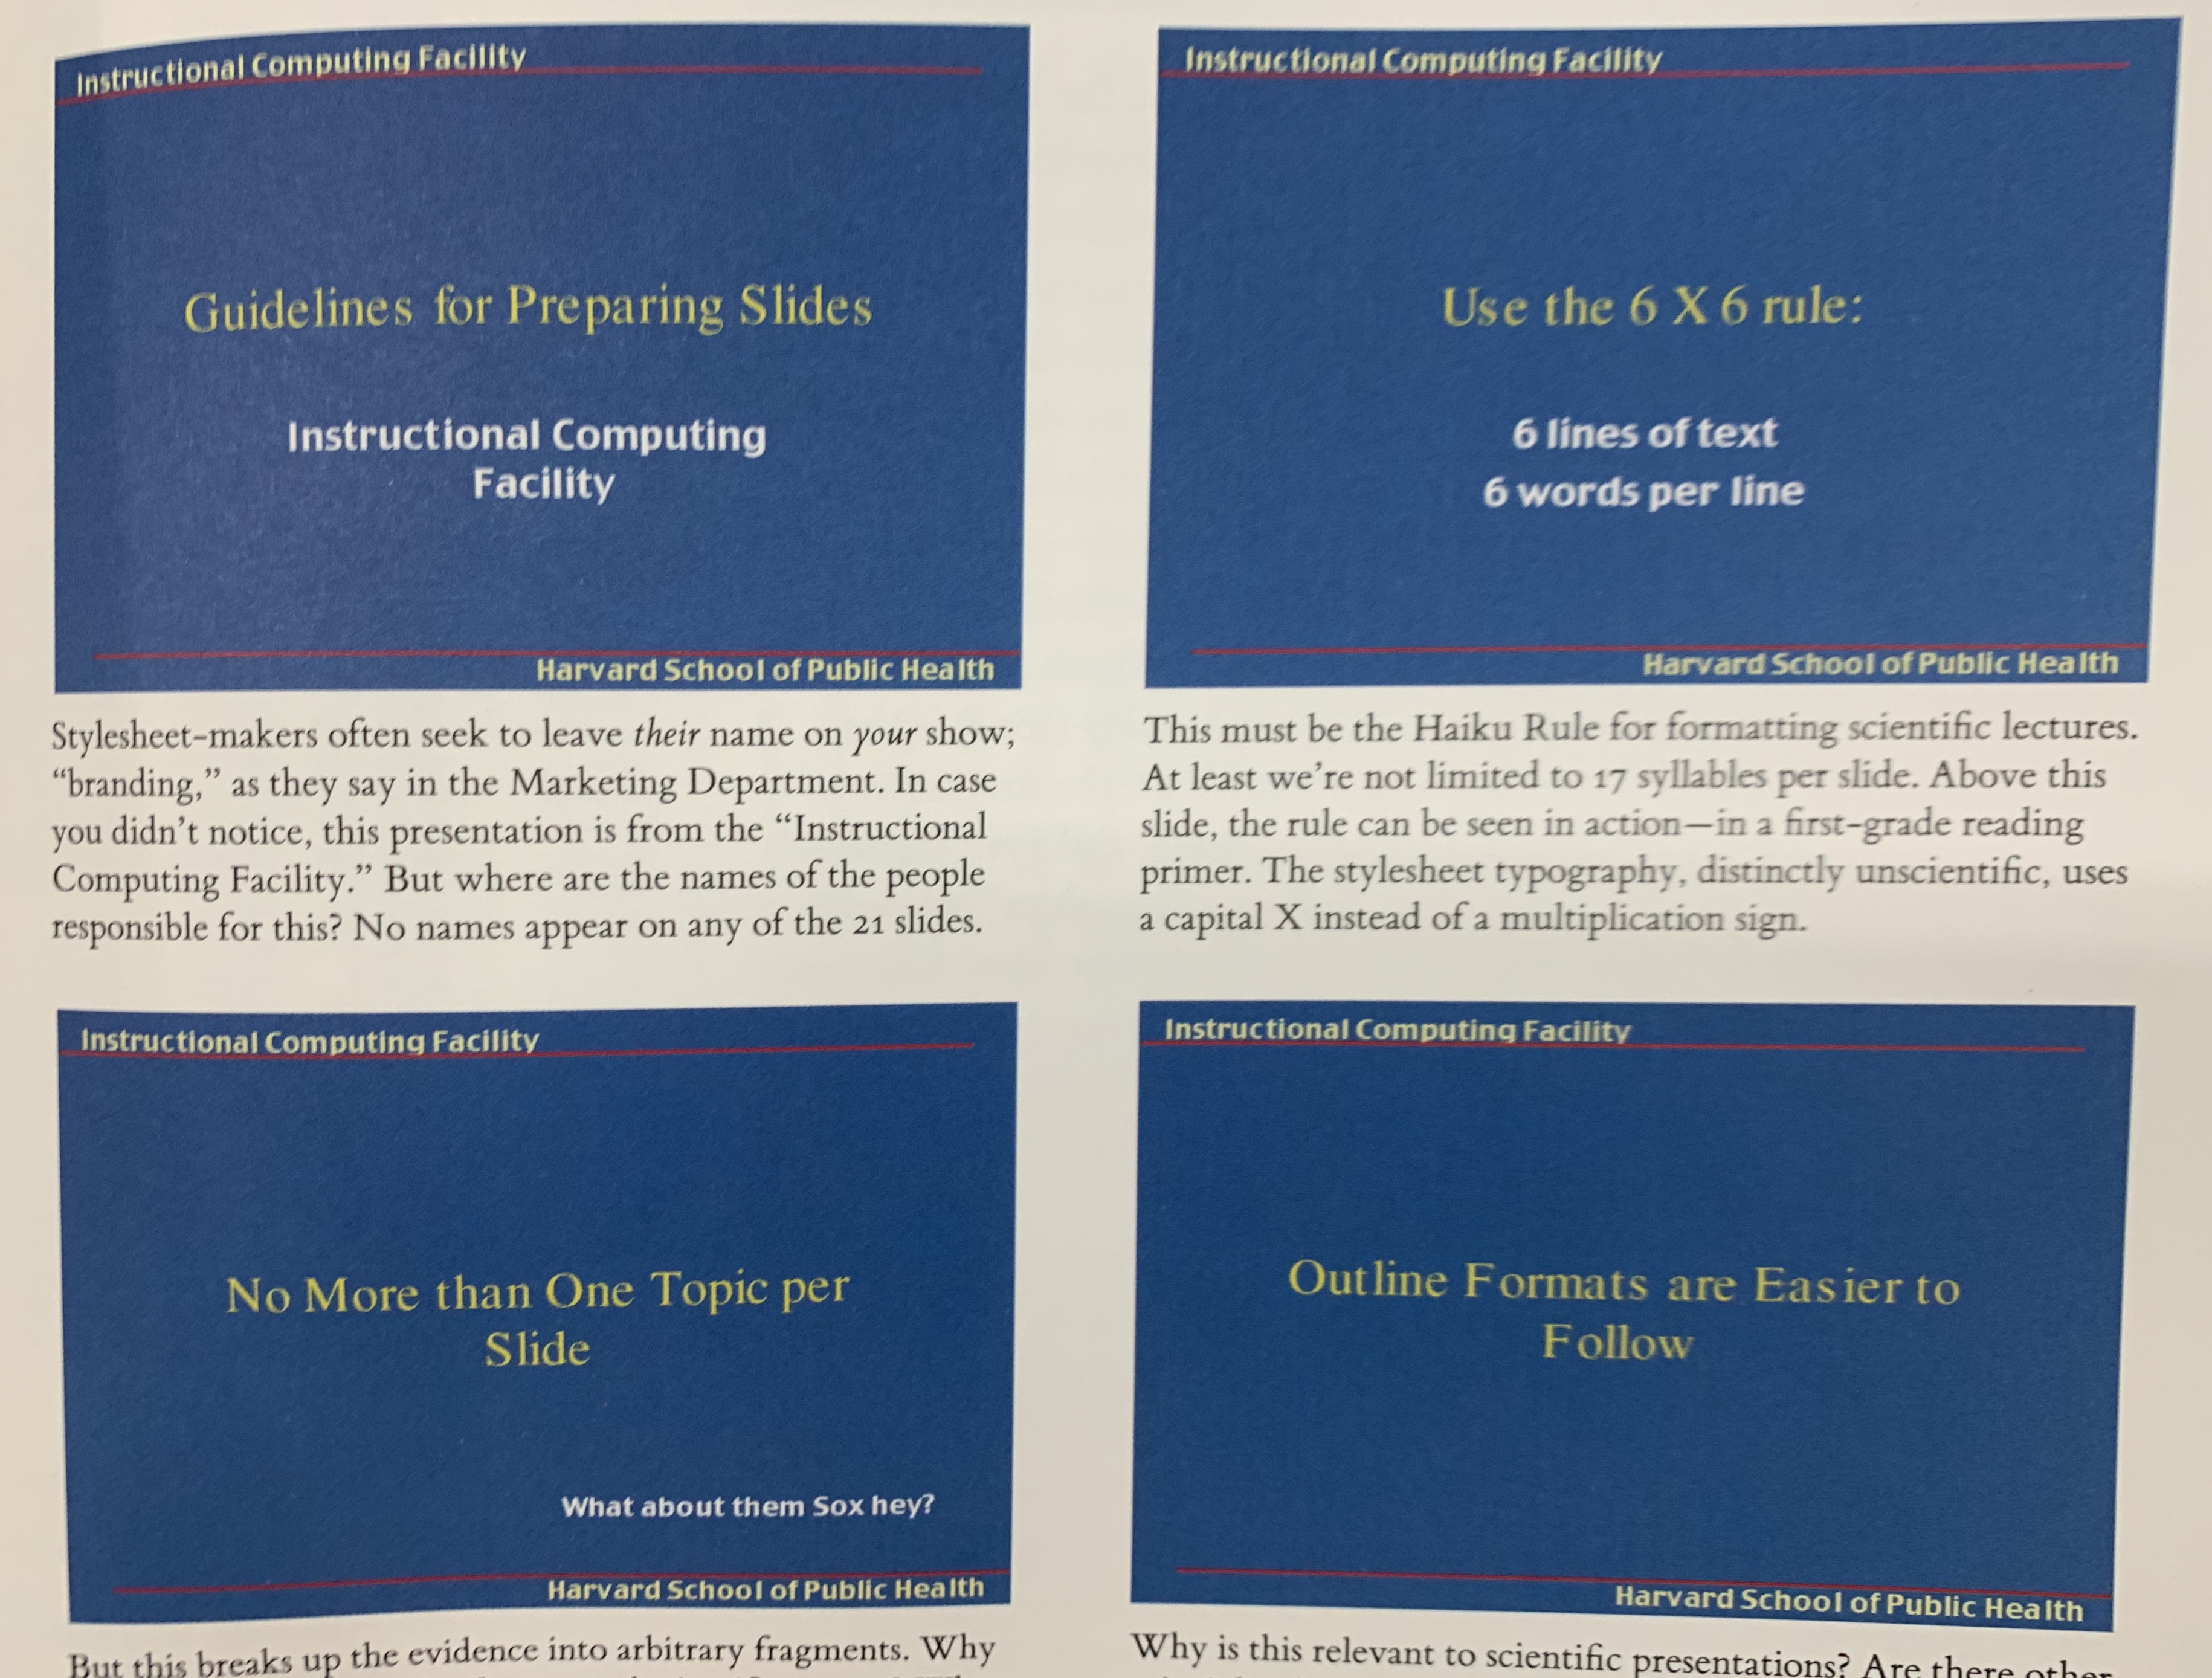 Instructional Computing Facility
Guidelines for Preparing Slides
Instructional Computing
Facility
Harvard School of Public Health
Stylesheet-makers often seek to leave their name on your show;
“branding,” as they say in the Marketing Department. In case
you didn’t notice, this presentation is from the “Instructional
Computing Facility.” But where are the names of the people
responsible for this? No names appear on any of the 21 slides.
Instructional Computing Facility
Use the 6 X 6 rule:
6 lines of text
6 words per line
Harvard School of Public Health
This must be the Haiku Rule for formatting scientific lectures.
At least we’re not limited to 17 syllables per slide. Above this
slide, the rule can be seen in action—in a first-grade reading
primer. The stylesheet typography, distinctly unscientific, uses
a capital X instead of a multiplication sign.
Instructional Computing Facility
No More than One Topic per
Slide
What about them Sox hey?
Harvard School of Public Health
But this breaks up the evidence into arbitrary fragments. Why
Instructional Computing Facility
Outline Formats are Easier to
Follow
Harvard School of Public Health
Why is this relevant to scientific presentations? Are there other